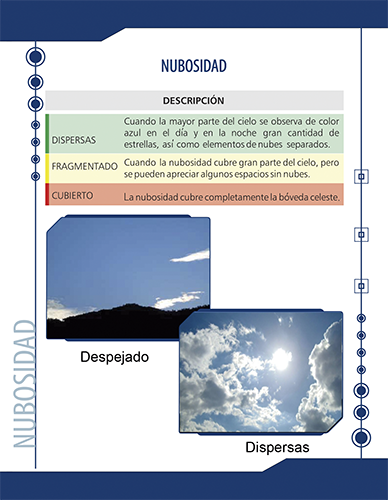 NUBOSIDAD
DESCRIPCIÓN
DISPERSAS
Cuando la mayor parte del cielo se observa de color
azul en el día y en la noche gran cantidad de
estrellas, así como elementos de nubes separados.
FRAGMENTADO
Cuando la nubosidad cubre gran parte del cielo, pero
se pueden apreciar algunos espacios sin nubes.
CUBIERTO
La nubosidad cubre completamente la bóveda celeste.
Despejado
Dispersas
NUBOSIDAD